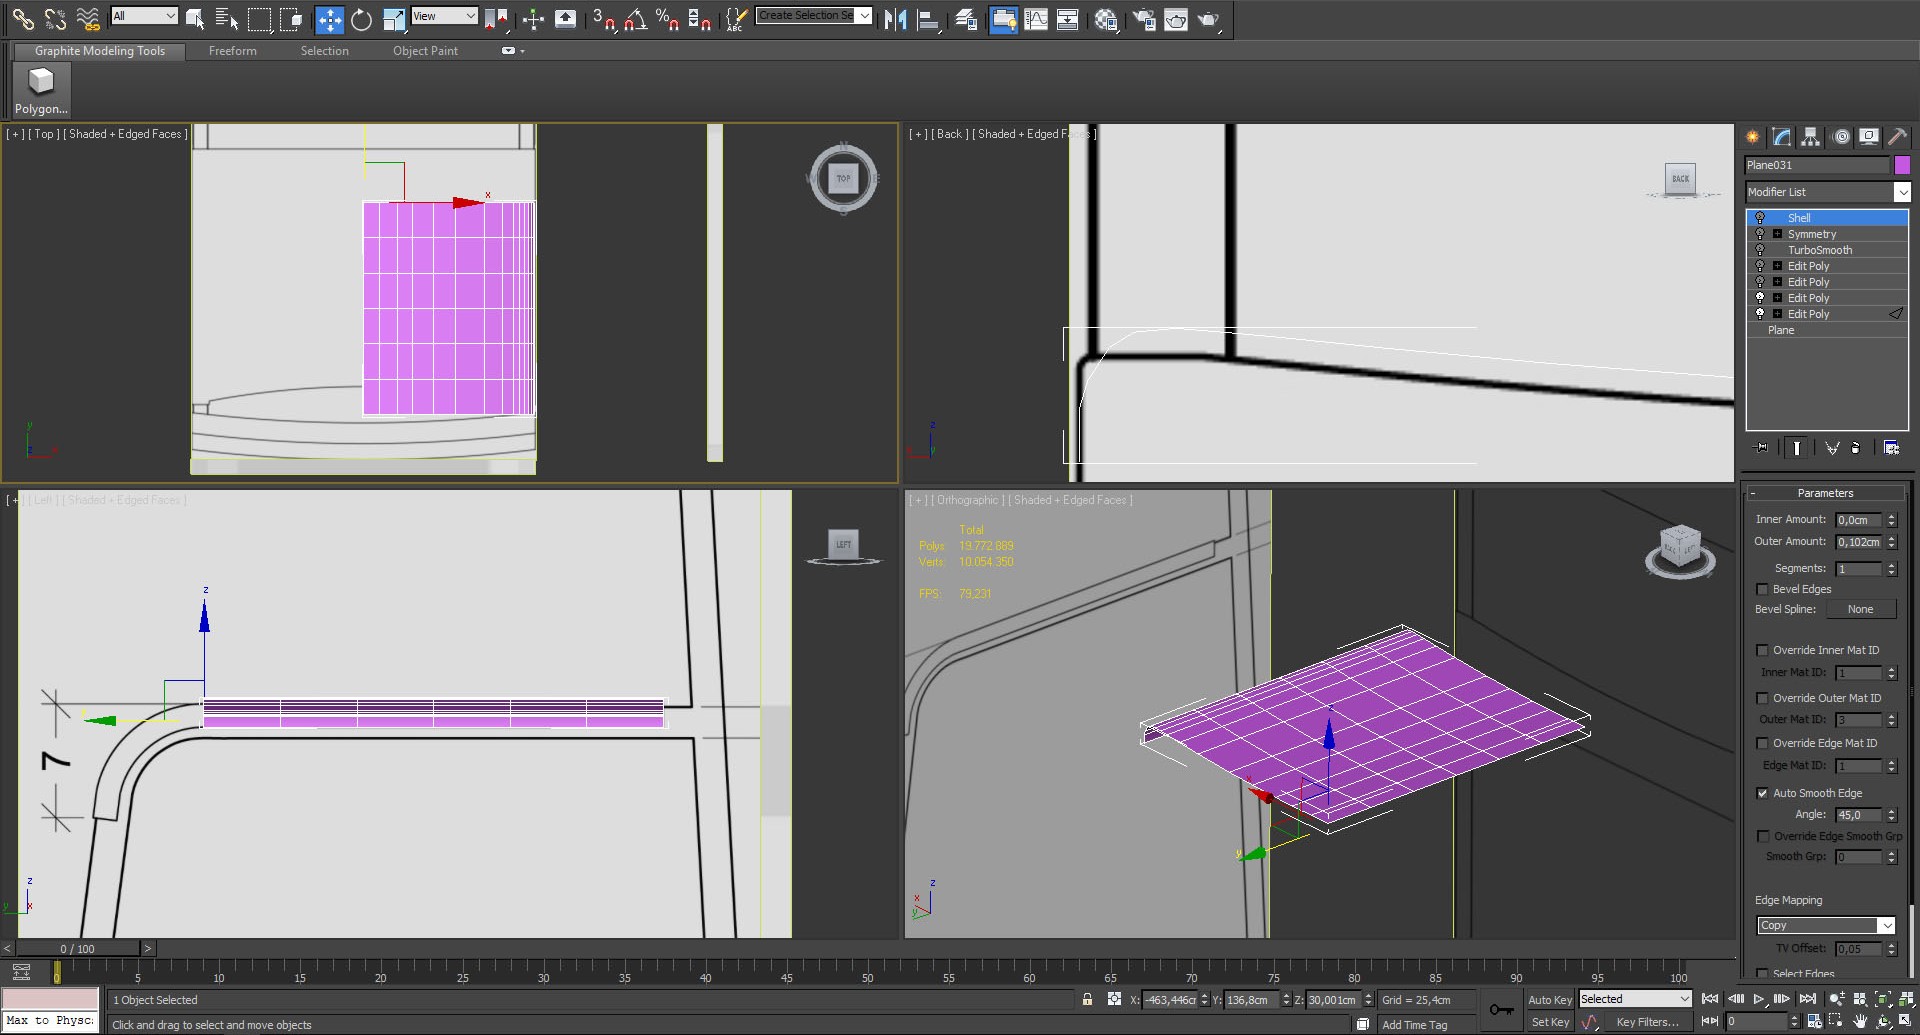 All
View
3
ABC
Create Selection Se
Graphite Modeling Tools
Freeform
Selection
Object Paint
Polygon...
[ + ] [ Top ] [ Shaded + Edged Faces ]
TOP
x
[ + ] [ Back ] [ Shaded + Edged Faces ]
BACK
[ + ] [ Left ] [ Shaded + Edged Faces ]
LEFT
z
7
[ + ] [ Orthographic ] [ Shaded + Edged Faces ]
Total
Polys: 19.772.889
Verts: 10.054.350
FPS: 79,231
Plane031
Modifier List
Shell
Symmetry
TurboSmooth
Edit Poly
Edit Poly
Edit Poly
Edit Poly
Plane
Parameters
Inner Amount: 0,0cm
Outer Amount: 0,102cm
Segments: 1
Bevel Edges
Bevel Spline: None
Override Inner Mat ID
Inner Mat ID: 1
Override Outer Mat ID
Outer Mat ID: 3
Override Edge Mat ID
Edge Mat ID: 1
Auto Smooth Edge
Angle: 45,0
Override Edge Smooth Grp
Smooth Grp: 0
Edge Mapping
Copy
TV Offset: 0,05
Select Edges
< 0 / 100 >
0 5 10 15 20 25 30 35 40 45 50 55 60 65 70 75 80 85 90 95 100
1 Object Selected
X: -463,446cm Y: 136,8cm Z: 30,001cm Grid = 25,4cm
Auto Key Selected
Max to Physc:
Click and drag to select and move objects
Add Time Tag
Set Key Key Filters...
0